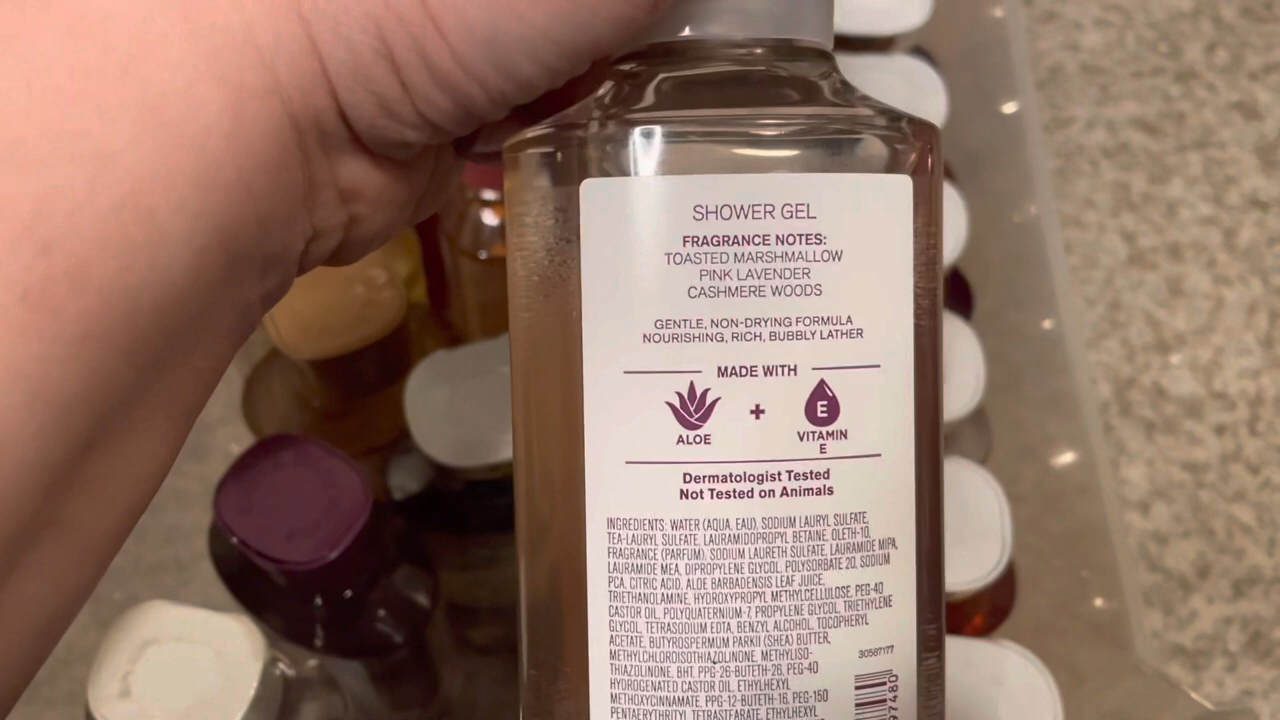 SHOWER GEL
FRAGRANCE NOTES:
TOASTED MARSHMALLOW
PINK LAVENDER
CASHMERE WOODS
GENTLE, NON-DRYING FORMULA
NOURISHING, RICH, BUBBLY LATHER
MADE WITH
ALOE
+
E
VITAMIN
E
Dermatologist Tested
Not Tested on Animals
INGREDIENTS: WATER (AQUA, EAU), SODIUM LAURYL SULFATE,
TEA-LAURYL SULFATE, LAURAMIDOPROPYL BETAINE, OLETH-10,
FRAGRANCE (PARFUM), SODIUM LAURETH SULFATE, LAURAMIDE MIPA,
LAURAMIDE MEA, DIPROPYLENE GLYCOL, POLYSORBATE 20, SODIUM
PCA, CITRIC ACID, ALOE BARBADENSIS LEAF JUICE,
TRIETHANOLAMINE, HYDROXYPROPYL METHYLCELLULOSE, PEG-40
CASTOR OIL, POLYQUATERNIUM-7, PROPYLENE GLYCOL, TRIETHYLENE
GLYCOL, TETRASODIUM EDTA, BENZYL ALCOHOL, TOCOPHERYL
ACETATE, BUTYROSPERMUM PARKII (SHEA) BUTTER,
METHYLCHLOROISOTHIAZOLINONE, METHYLISO-
THIAZOLINONE, BHT, PPG-26-BUTETH-26, PEG-40
HYDROGENATED CASTOR OIL, ETHYLHEXYL
METHOXYCINNAMATE, PPG-12-BUTETH-16, PEG-150
PENTAERYTHRITYL TETRASTEARATE, ETHYLHEXYL
30587177
97480